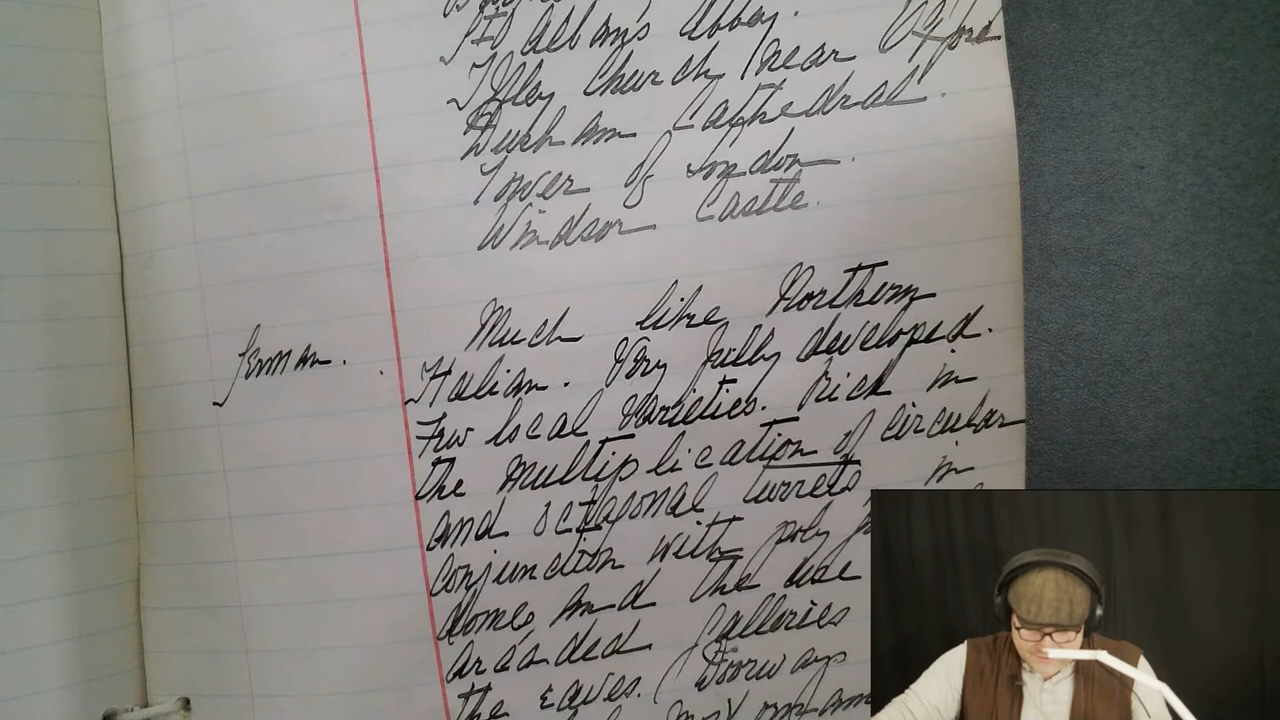 St Alban's Abbey.
Iffley Church near Oxford
Durham Cathedral.
Tower of London.
Windsor Castle.
Much like Northern
German.
Italian. Very fully developed.
Few local varieties. Rich in
the multiplication of circular
and octagonal turrets in
conjunction with poly
domes and the use
arcaded galleries
the eaves. (Doorways